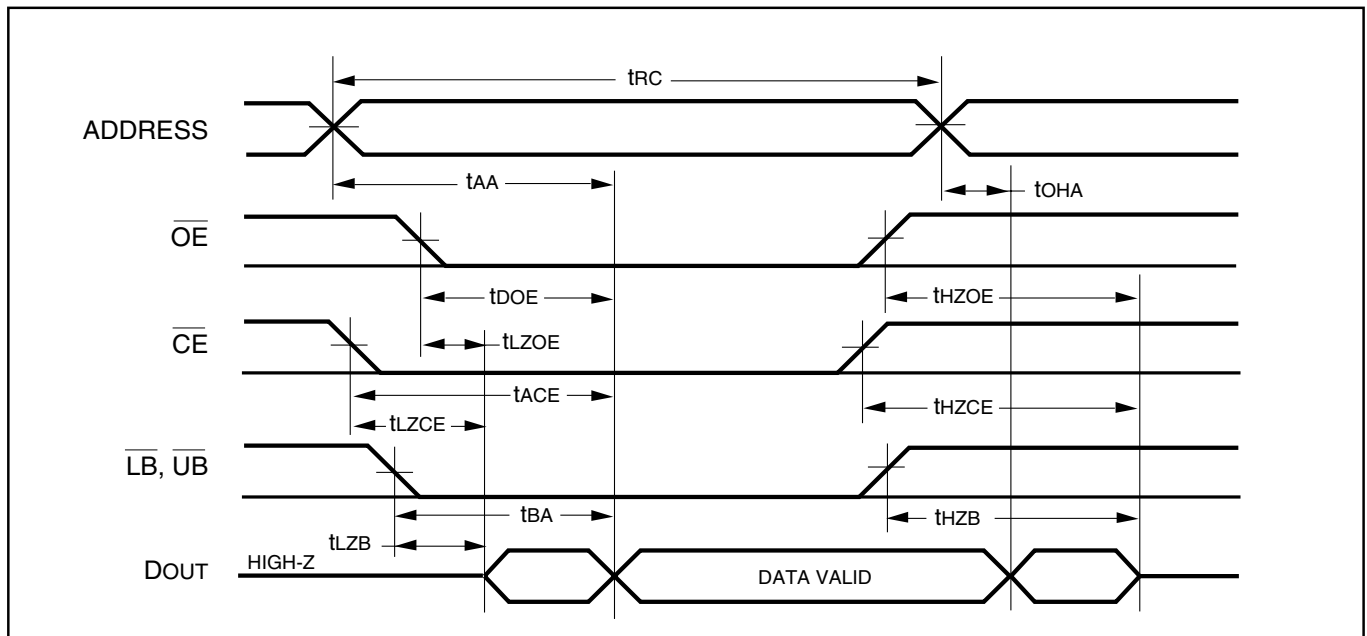 tRC
ADDRESS
tAA
tOHA
OE
tDOE
tHZOE
CE
tLZOE
tACE
tHZCE
tLZCE
LB, UB
tBA
tHZB
tLZB
DOUT
HIGH-Z
DATA VALID